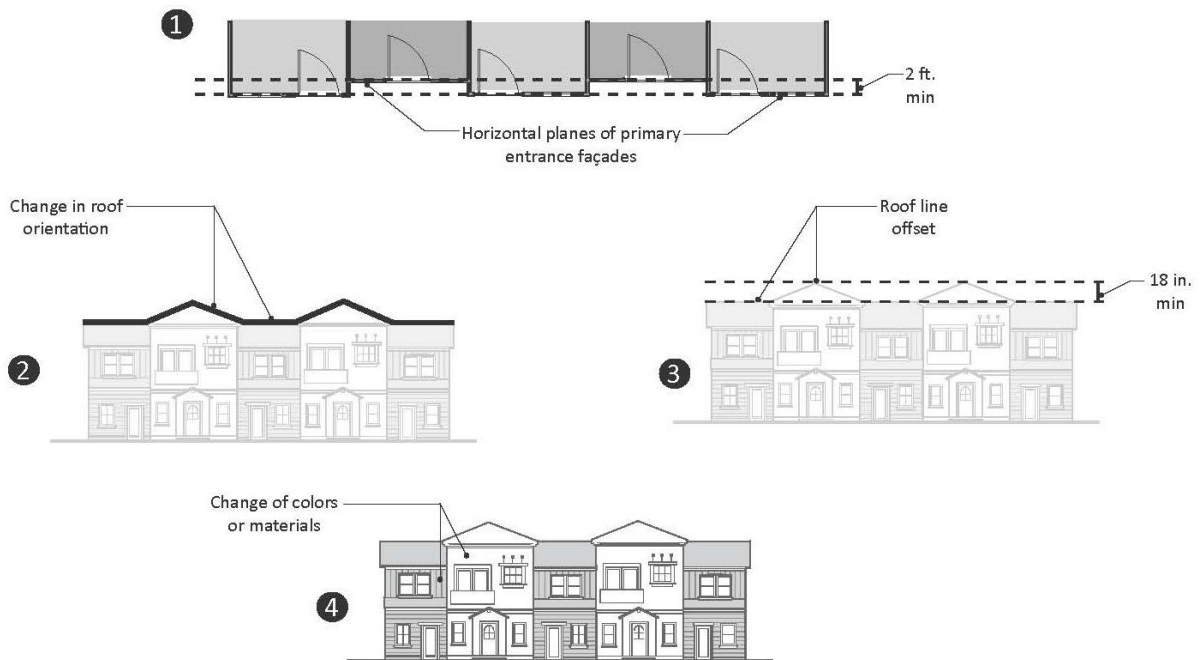 1
2 ft.
min
Horizontal planes of primary
entrance façades
Change in roof
orientation
2
Roof line
offset
18 in.
min
3
Change of colors
or materials
4